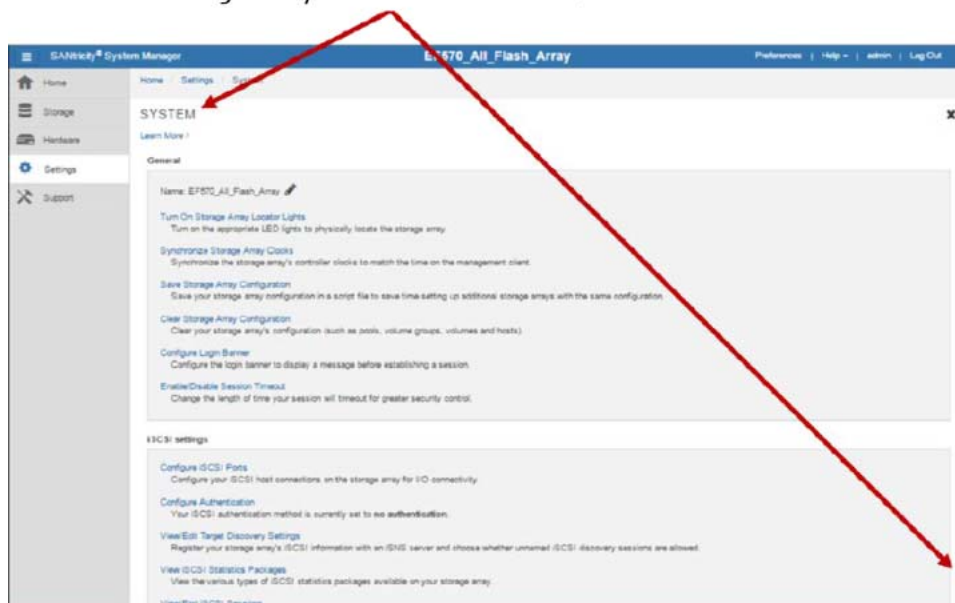 SANtricity® System Manager
EF570_All_Flash_Array
Preferences | Help | admin | Log Out
Home
Storage
Hardware
Settings
Support
Home Settings System
SYSTEM
Learn More
General
Name: EF570_All_Flash_Array
Turn On Storage Array Locator Lights
Turn on the appropriate LED lights to physically locate the storage array.
Synchronize Storage Array Clocks
Synchronize the storage array's controller clocks to match the time on the management client.
Save Storage Array Configuration
Save your storage array configuration in a script file to save time setting up additional storage arrays with the same configuration.
Clear Storage Array Configuration
Clear your storage array's configuration (such as pools, volume groups, volumes and hosts).
Configure Login Banner
Configure the login banner to display a message before establishing a session.
Enable/Disable Session Timeout
Change the length of time your session will timeout for greater security control.
iSCSI settings
Configure iSCSI Ports
Configure your iSCSI host connections on the storage array for I/O connectivity.
Configure Authentication
Your iSCSI authentication method is currently set to no authentication.
View/Edit Target Discovery Settings
Register your storage array's iSCSI information with an iSNS server and choose whether unnamed iSCSI discovery sessions are allowed.
View iSCSI Statistics Packages
View the various types of iSCSI statistics packages available on your storage array.